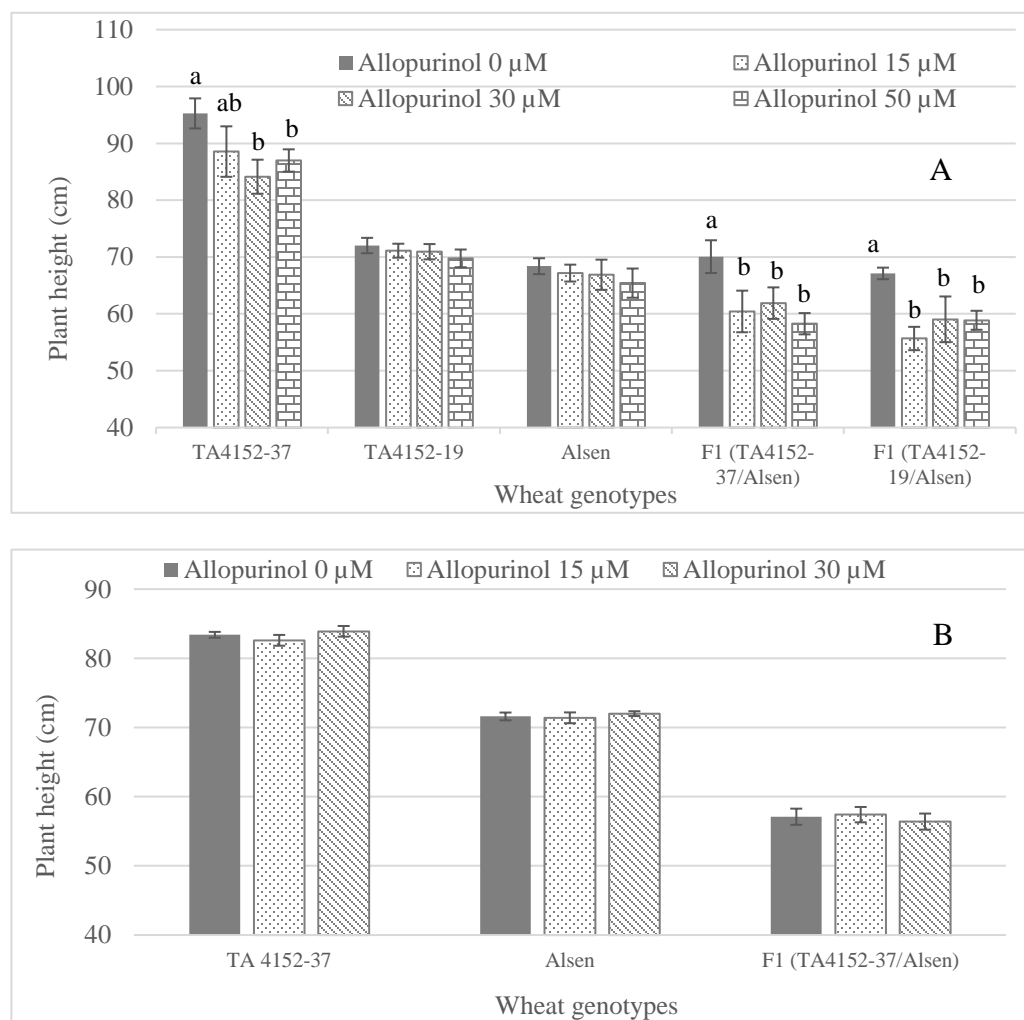 110
100
90
80
70
60
50
40
Plant height (cm)
Allopurinol 0 µM
Allopurinol 15 µM
Allopurinol 30 µM
Allopurinol 50 µM
A
a
ab
b
b
a
b
b
b
a
b
b
b
TA4152-37
TA4152-19
Alsen
F1 (TA4152-
37/Alsen)
F1 (TA4152-
19/Alsen)
Wheat genotypes
Allopurinol 0 µM
Allopurinol 15 µM
Allopurinol 30 µM
B
90
80
70
60
50
40
Plant height (cm)
TA 4152-37
Alsen
F1 (TA4152-37/Alsen)
Wheat genotypes